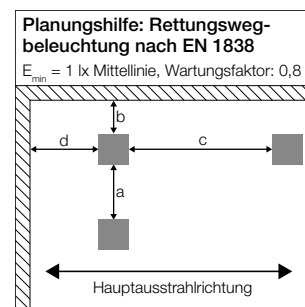 Planungshilfe: Rettungsweg-
beleuchtung nach EN 1838
Emin = 1 lx Mittellinie, Wartungsfaktor: 0,8
b
d
c
a
Hauptausstrahlrichtung